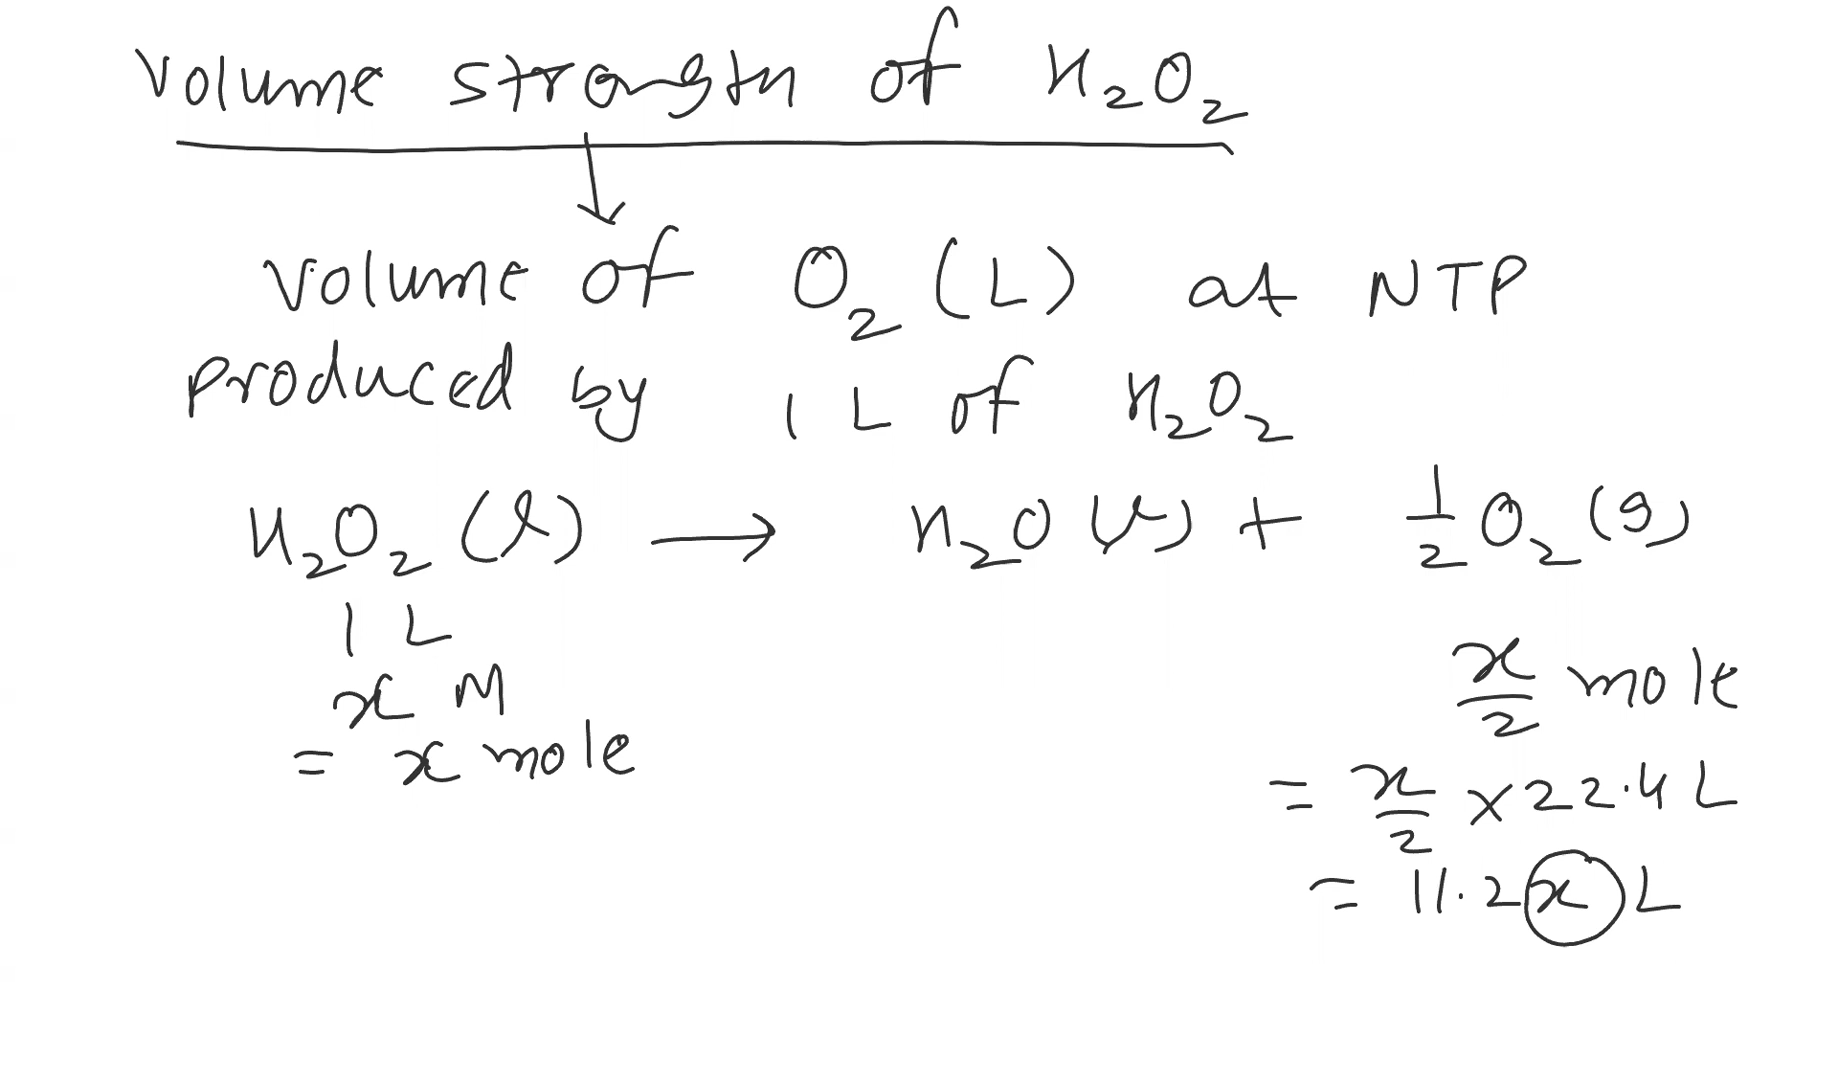 Volume strength of H₂O₂
Volume of O₂ (L) at NTP
produced by 1 L of H₂O₂
H₂O₂ (l) → H₂O (l) + 1/2 O₂ (g)
1 L
x M
x/2 mole
= x mole
= x/2 × 22.4 L
= 11.2 x L